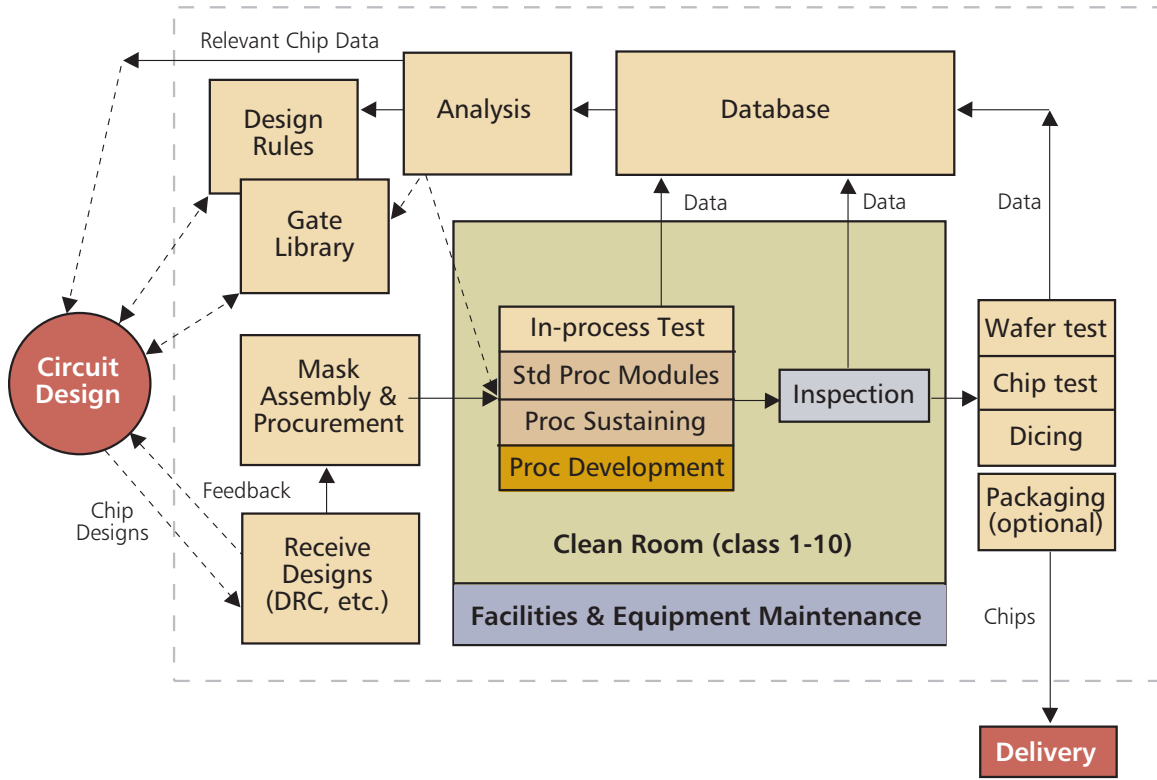 Relevant Chip Data
Analysis
Database
Design
Rules
Gate
Library
Data
Data
Data
Circuit
Design
Mask
Assembly &
Procurement
In-process Test
Std Proc Modules
Proc Sustaining
Proc Development
Inspection
Wafer test
Chip test
Dicing
Packaging
(optional)
Feedback
Chip
Designs
Receive
Designs
(DRC, etc.)
Clean Room (class 1-10)
Facilities & Equipment Maintenance
Chips
Delivery